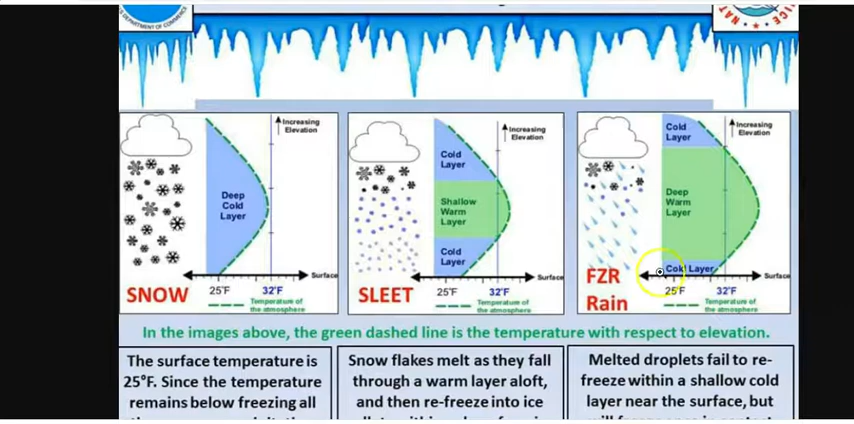 DEPARTMENT OF COMMERCE
Increasing
Elevation
Deep
Cold
Layer
Surface
25°F 32°F
SNOW
Temperature of
the atmosphere
Increasing
Elevation
Cold
Layer
Shallow
Warm
Layer
Cold
Layer
Surface
25°F 32°F
SLEET
Temperature of
the atmosphere
Increasing
Elevation
Cold
Layer
Deep
Warm
Layer
Cold Layer
Surface
25°F 32°F
FZR
Rain
Temperature of
the atmosphere
In the images above, the green dashed line is the temperature with respect to elevation.
The surface temperature is
25°F. Since the temperature
remains below freezing all
Snow flakes melt as they fall
through a warm layer aloft,
and then re-freeze into ice
Melted droplets fail to re-
freeze within a shallow cold
layer near the surface, but